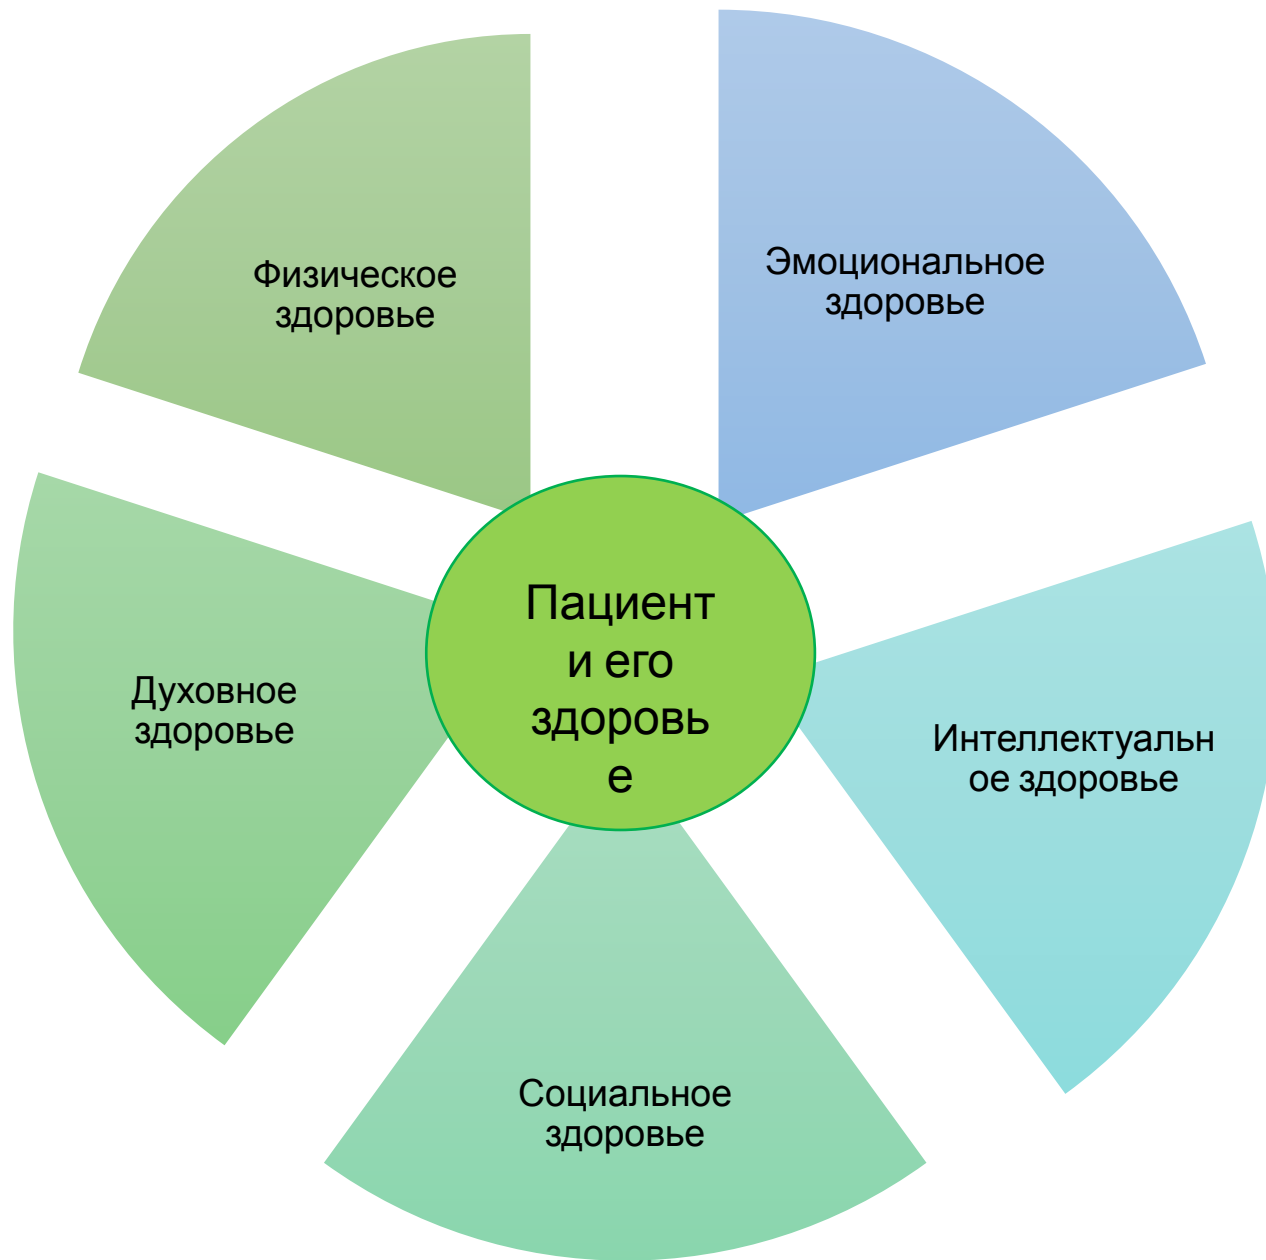 Физическое
здоровье
Эмоциональное
здоровье
Пациент
и его
здоровь
е
Духовное
здоровье
Интеллектуальн
ое здоровье
Социальное
здоровье